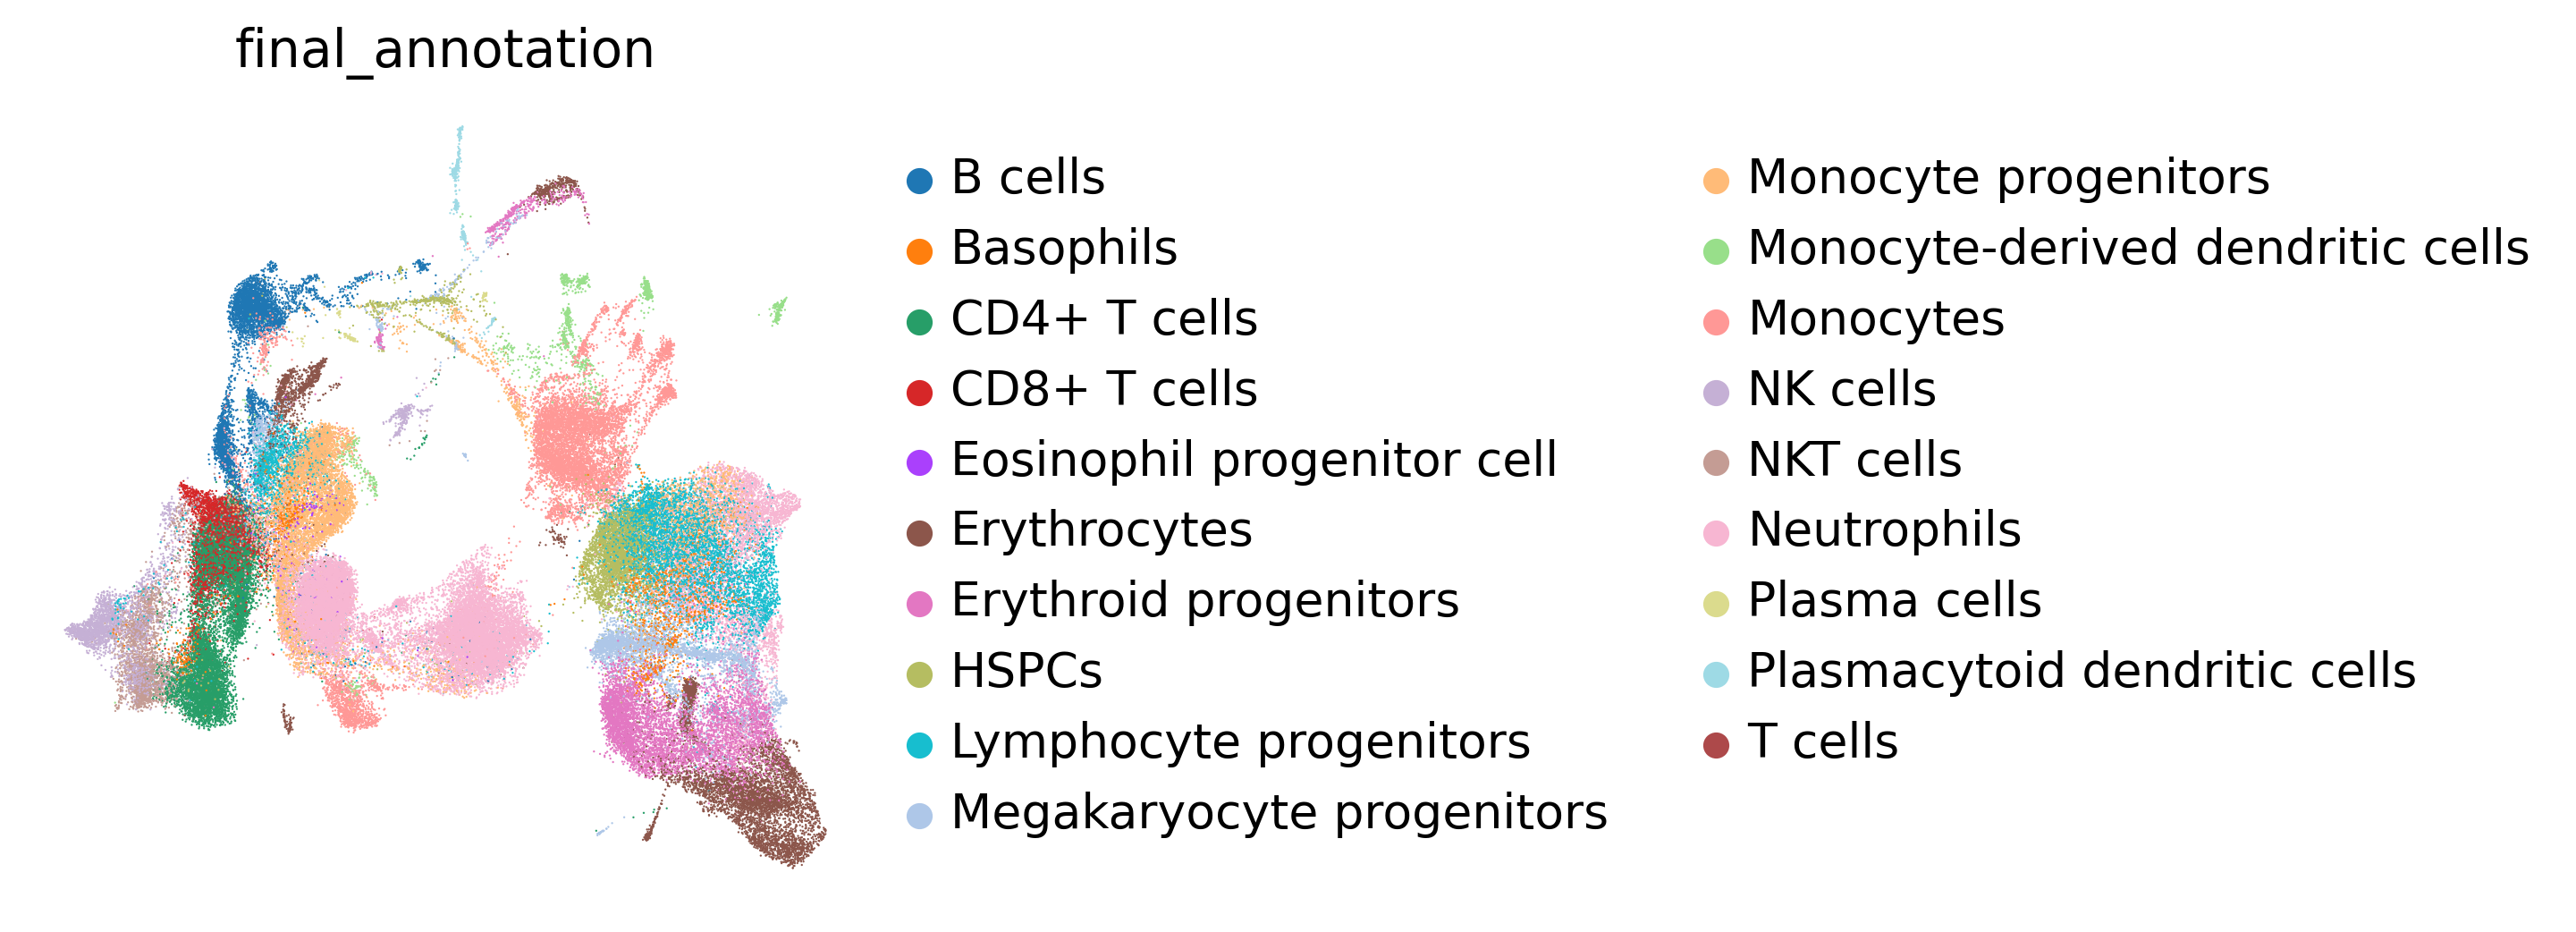 final_annotation
B cells
Basophils
CD4+ T cells
CD8+ T cells
Eosinophil progenitor cell
Erythrocytes
Erythroid progenitors
HSPCs
Lymphocyte progenitors
Megakaryocyte progenitors
Monocyte progenitors
Monocyte-derived dendritic cells
Monocytes
NK cells
NKT cells
Neutrophils
Plasma cells
Plasmacytoid dendritic cells
T cells